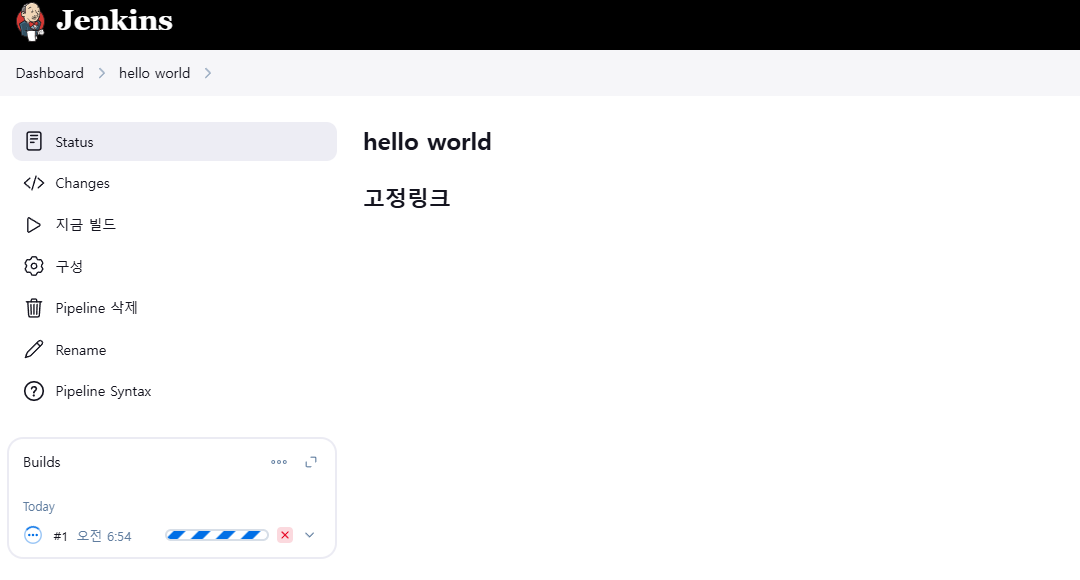 Jenkins
Dashboard
hello world
Status
Changes
지금 빌드
구성
Pipeline 삭제
Rename
Pipeline Syntax
Builds
Today
#1 오전 6:54
hello world
고정링크